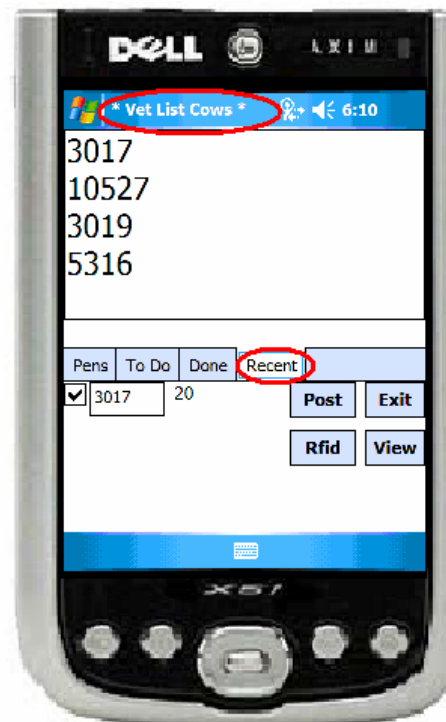 DELL AXIM
* Vet List Cows * 6:10
3017
10527
3019
5316
Pens To Do Done Recent
3017 20 Post Exit
Rfid View
X51